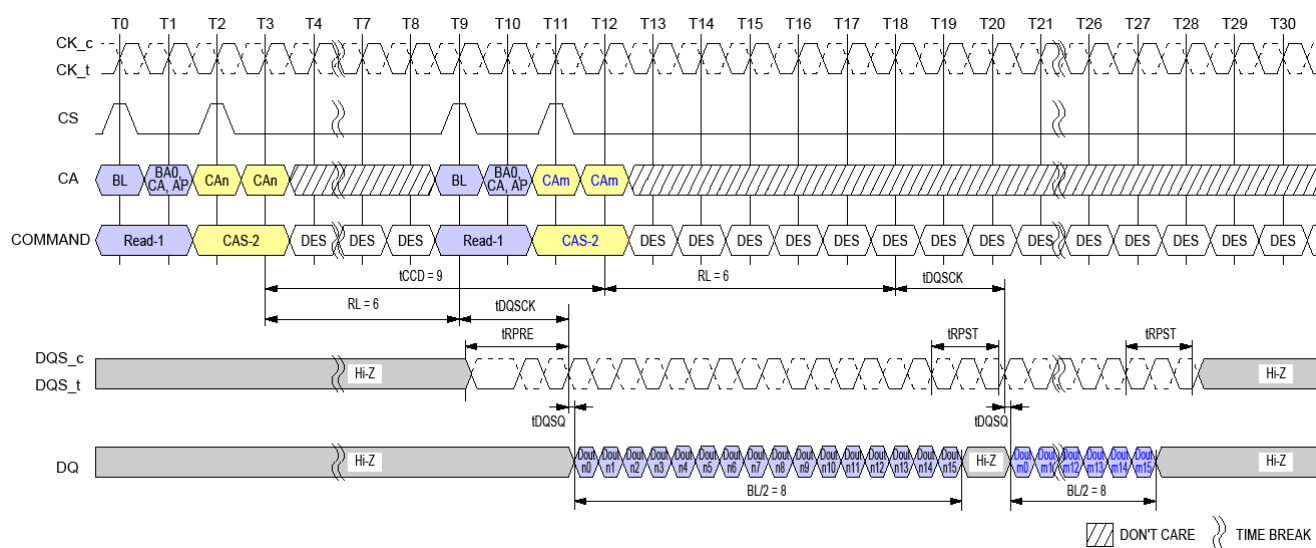 T0 T1 T2 T3 T4 T7 T8 T9 T10 T11 T12 T13 T14 T15 T16 T17 T18 T19 T20 T21 T26 T27 T28 T29 T30
CK_c
CK_t
CS
CA BL BA0, CA, AP CAn CAn BL BA0, CA, AP CAm CAm
COMMAND Read-1 CAS-2 DES DES DES Read-1 CAS-2 DES DES DES DES DES DES DES DES DES DES DES DES DES DES
tCCD = 9 RL = 6 tDQSCK
RL = 6 tDQSCK
tRPRE tRPST tRPST
DQS_c
DQS_t Hi-Z Hi-Z
tDQSQ tDQSQ
DQ Hi-Z Dout n0 Dout n1 Dout n2 Dout n3 Dout n4 Dout n5 Dout n6 Dout n7 Dout n8 Dout n9 Dout n10 Dout n11 Dout n12 Dout n13 Dout n14 Dout n15 Hi-Z Dout m0 Dout m1 Dout m12 Dout m13 Dout m14 Dout m15 Hi-Z
BL/2 = 8 BL/2 = 8
DON'T CARE TIME BREAK